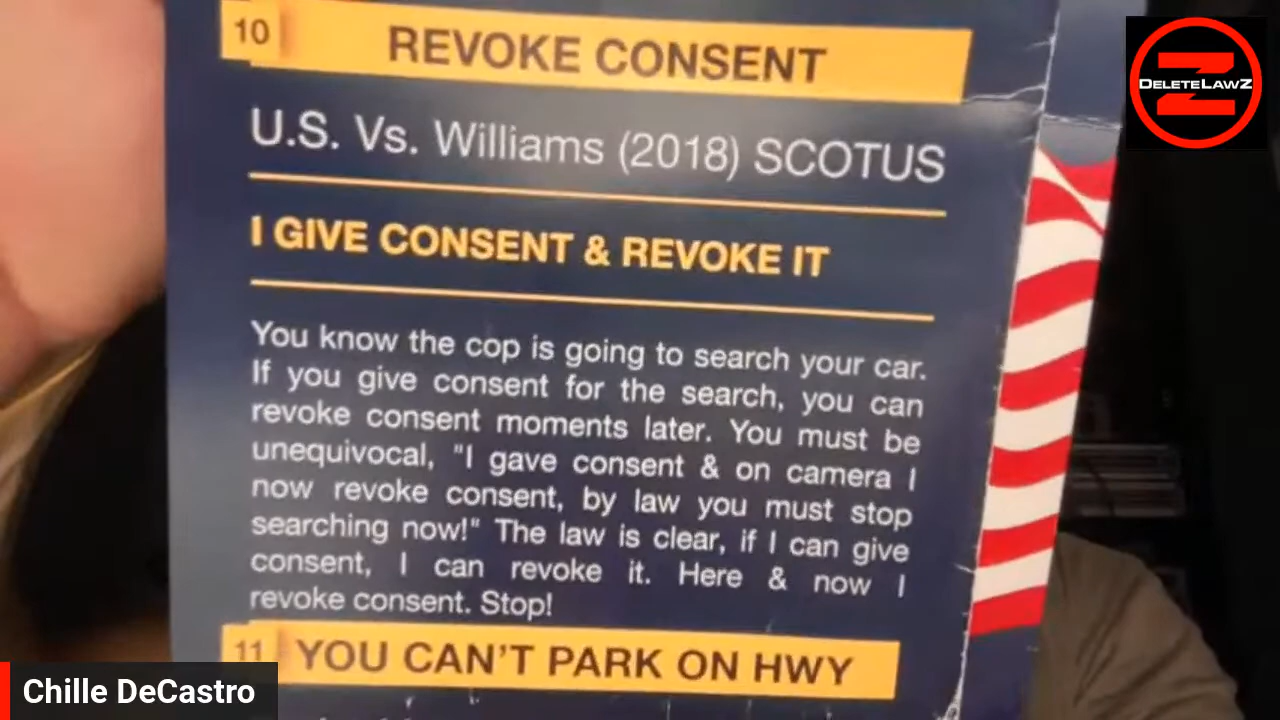 10 REVOKE CONSENT
U.S. Vs. Williams (2018) SCOTUS
I GIVE CONSENT & REVOKE IT
You know the cop is going to search your car.
If you give consent for the search, you can
revoke consent moments later. You must be
unequivocal, "I gave consent & on camera I
now revoke consent, by law you must stop
searching now!" The law is clear, if I can give
consent, I can revoke it. Here & now I
revoke consent. Stop!
11 YOU CAN'T PARK ON HWY
DELETELAWZ
Chille DeCastro